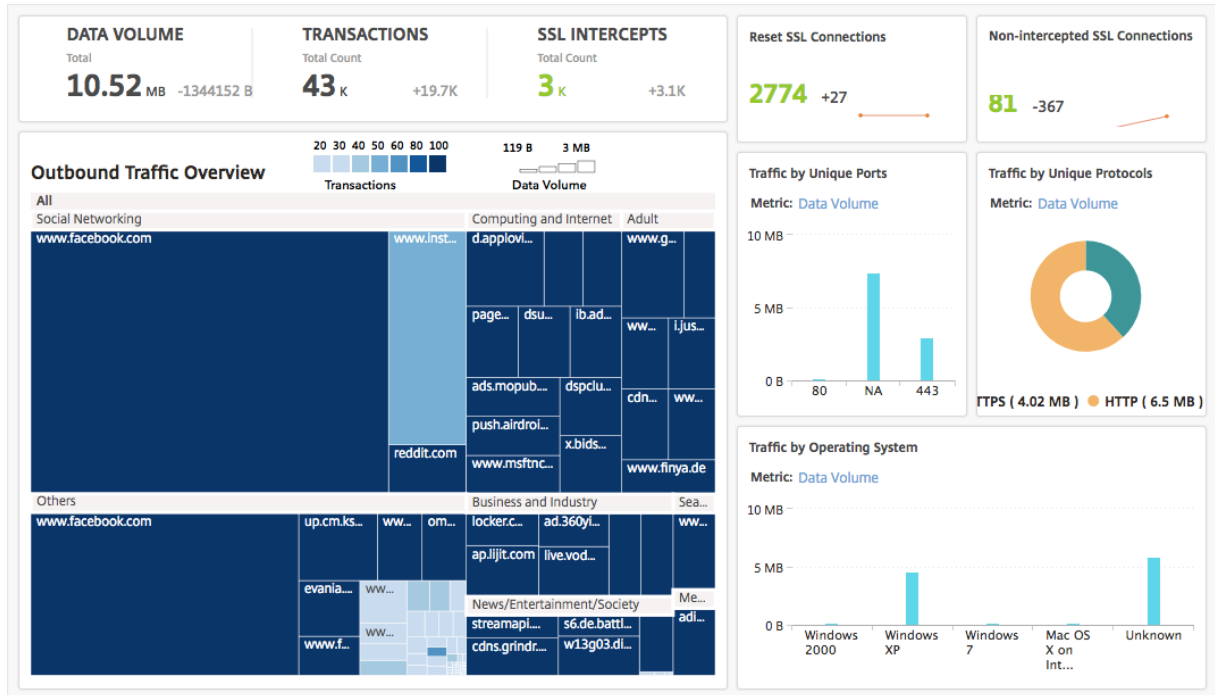 DATA VOLUME
Total
10.52 MB -1344152 B
TRANSACTIONS
Total Count
43 K +19.7K
SSL INTERCEPTS
Total Count
3 K +3.1K
Reset SSL Connections
2774 +27
Non-intercepted SSL Connections
81 -367
Outbound Traffic Overview
20 30 40 50 60 80 100
Transactions
119 B 3 MB
Data Volume
All
Social Networking
www.facebook.com
www.inst...
reddit.com
Computing and Internet
d.applovi...
page...
dsu...
ib.ad...
ads.mopub....
dspclu...
push.airdroi...
x.bids...
www.msftnc...
Adult
www.g...
ww...
i.jus...
cdn...
ww...
www.finya.de
Others
www.facebook.com
up.cm.ks...
ww...
om...
evania....
ww...
ww...
www.f...
Business and Industry
locker.c...
ad.360yi...
ap.lijit.com
live.vod...
Sea...
ww...
News/Entertainment/Society
streamapi....
s6.de.battl...
cdns.grindr....
w13g03.di...
Me...
adi...
Traffic by Unique Ports
Metric: Data Volume
10 MB
5 MB
0 B
80 NA 443
Traffic by Unique Protocols
Metric: Data Volume
TTPS ( 4.02 MB ) HTTP ( 6.5 MB )
Traffic by Operating System
Metric: Data Volume
10 MB
5 MB
0 B
Windows 2000
Windows XP
Windows 7
Mac OS X on Int...
Unknown